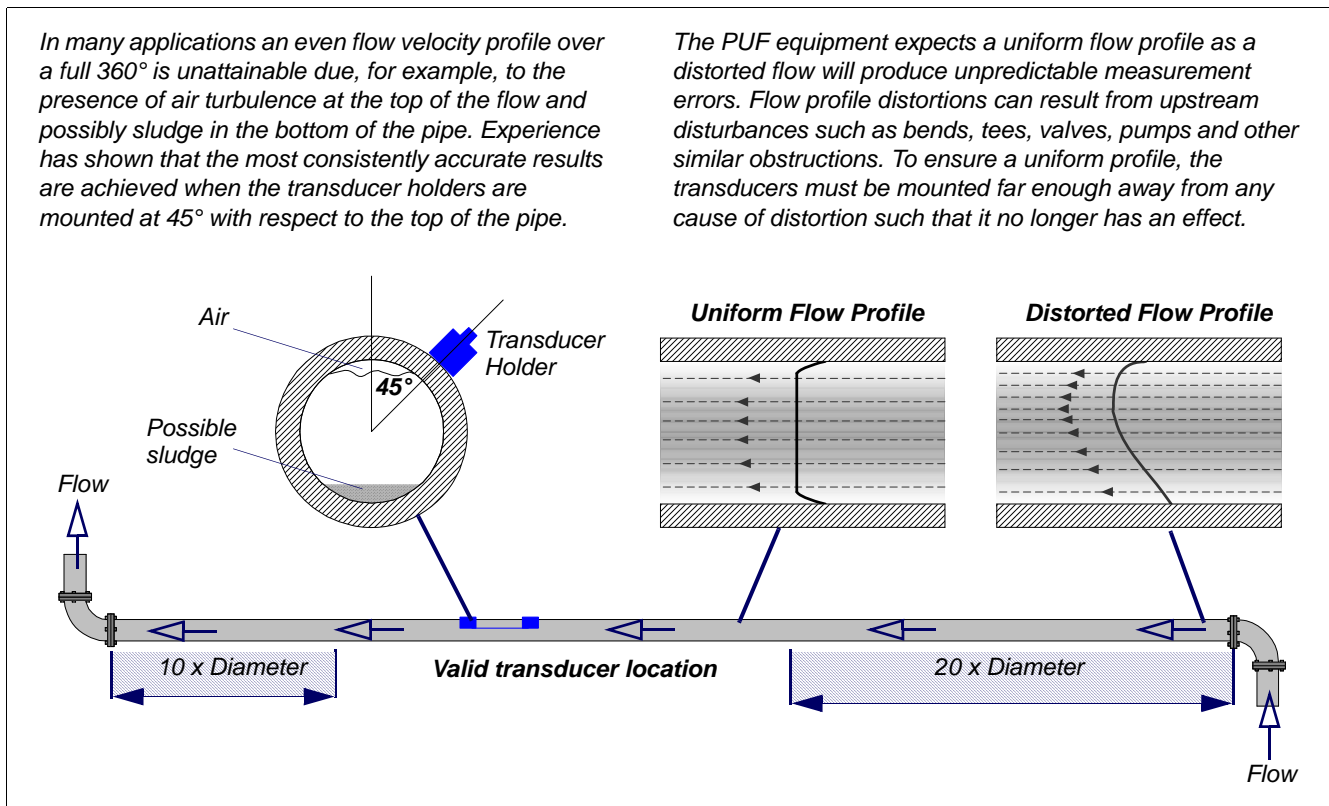 In many applications an even flow velocity profile over
a full 360° is unattainable due, for example, to the
presence of air turbulence at the top of the flow and
possibly sludge in the bottom of the pipe. Experience
has shown that the most consistently accurate results
are achieved when the transducer holders are
mounted at 45° with respect to the top of the pipe.
The PUF equipment expects a uniform flow profile as a
distorted flow will produce unpredictable measurement
errors. Flow profile distortions can result from upstream
disturbances such as bends, tees, valves, pumps and other
similar obstructions. To ensure a uniform profile, the
transducers must be mounted far enough away from any
cause of distortion such that it no longer has an effect.
Air
Transducer
Holder
45°
Possible
sludge
Uniform Flow Profile
Distorted Flow Profile
Flow
10 x Diameter
Valid transducer location
20 x Diameter
Flow